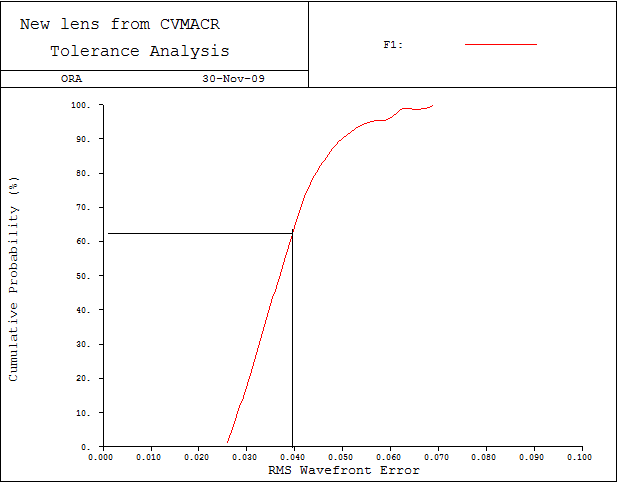 New lens from CVMACR
Tolerance Analysis
F1:
ORA 30-Nov-09
100.
90.
80.
70.
60.
50.
40.
30.
20.
10.
0.
Cumulative Probability (%)
0.000 0.010 0.020 0.030 0.040 0.050 0.060 0.070 0.080 0.090 0.100
RMS Wavefront Error